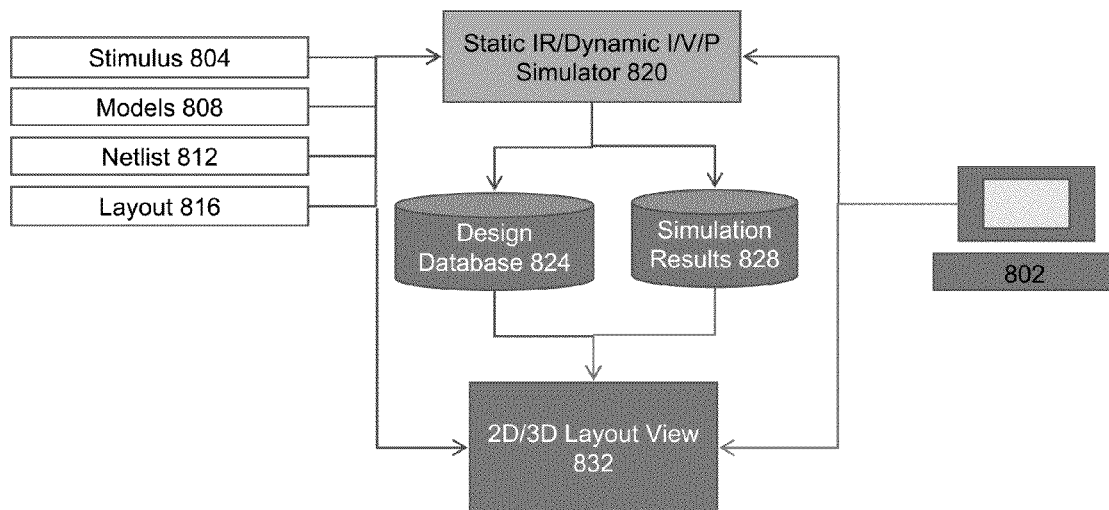 Stimulus 804
Models 808
Netlist 812
Layout 816
Static IR/Dynamic I/V/P
Simulator 820
Design
Database 824
Simulation
Results 828
802
2D/3D Layout View
832